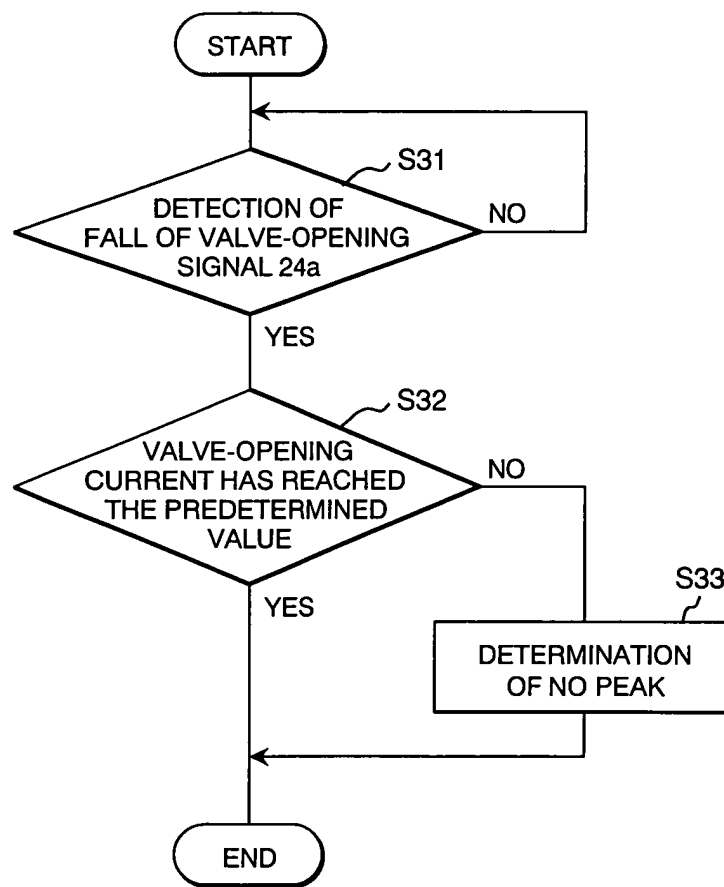 START
S31
DETECTION OF
FALL OF VALVE-OPENING
SIGNAL 24a
NO
YES
S32
VALVE-OPENING
CURRENT HAS REACHED
THE PREDETERMINED
VALUE
NO
YES
S33
DETERMINATION
OF NO PEAK
END